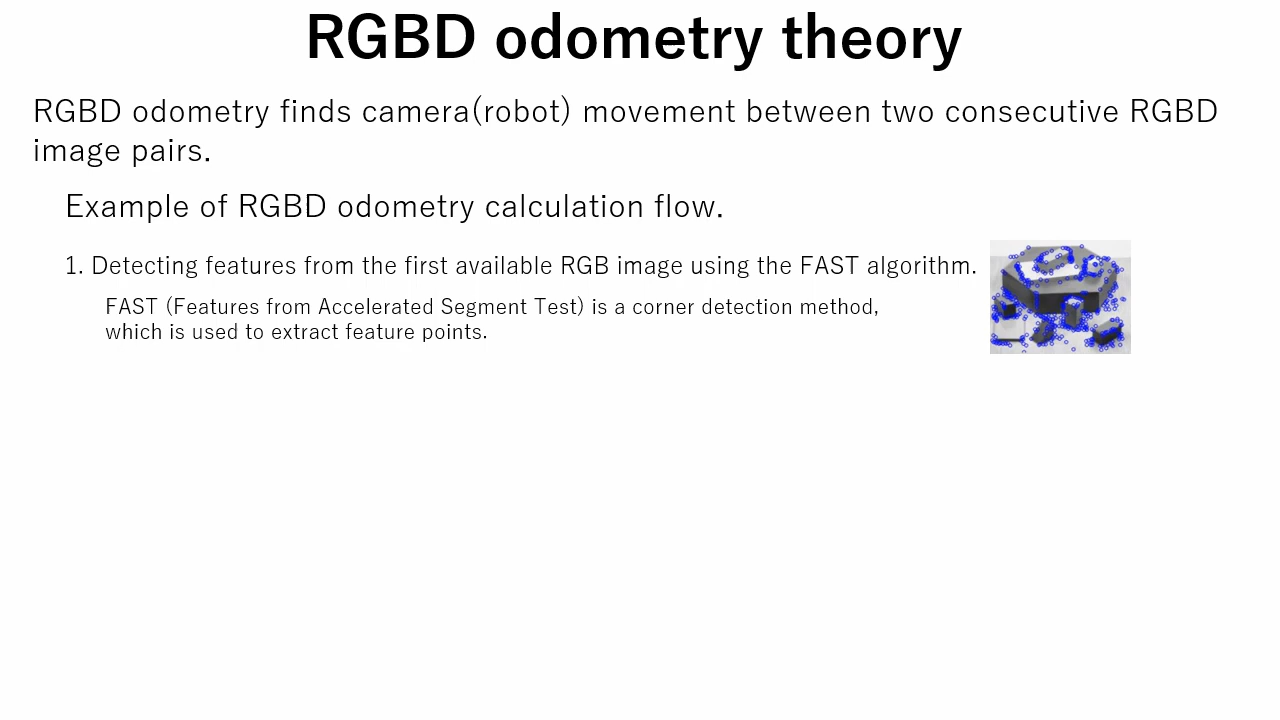 RGBD odometry theory
RGBD odometry finds camera(robot) movement between two consecutive RGBD
image pairs.
Example of RGBD odometry calculation flow.
1. Detecting features from the first available RGB image using the FAST algorithm.
FAST (Features from Accelerated Segment Test) is a corner detection method,
which is used to extract feature points.